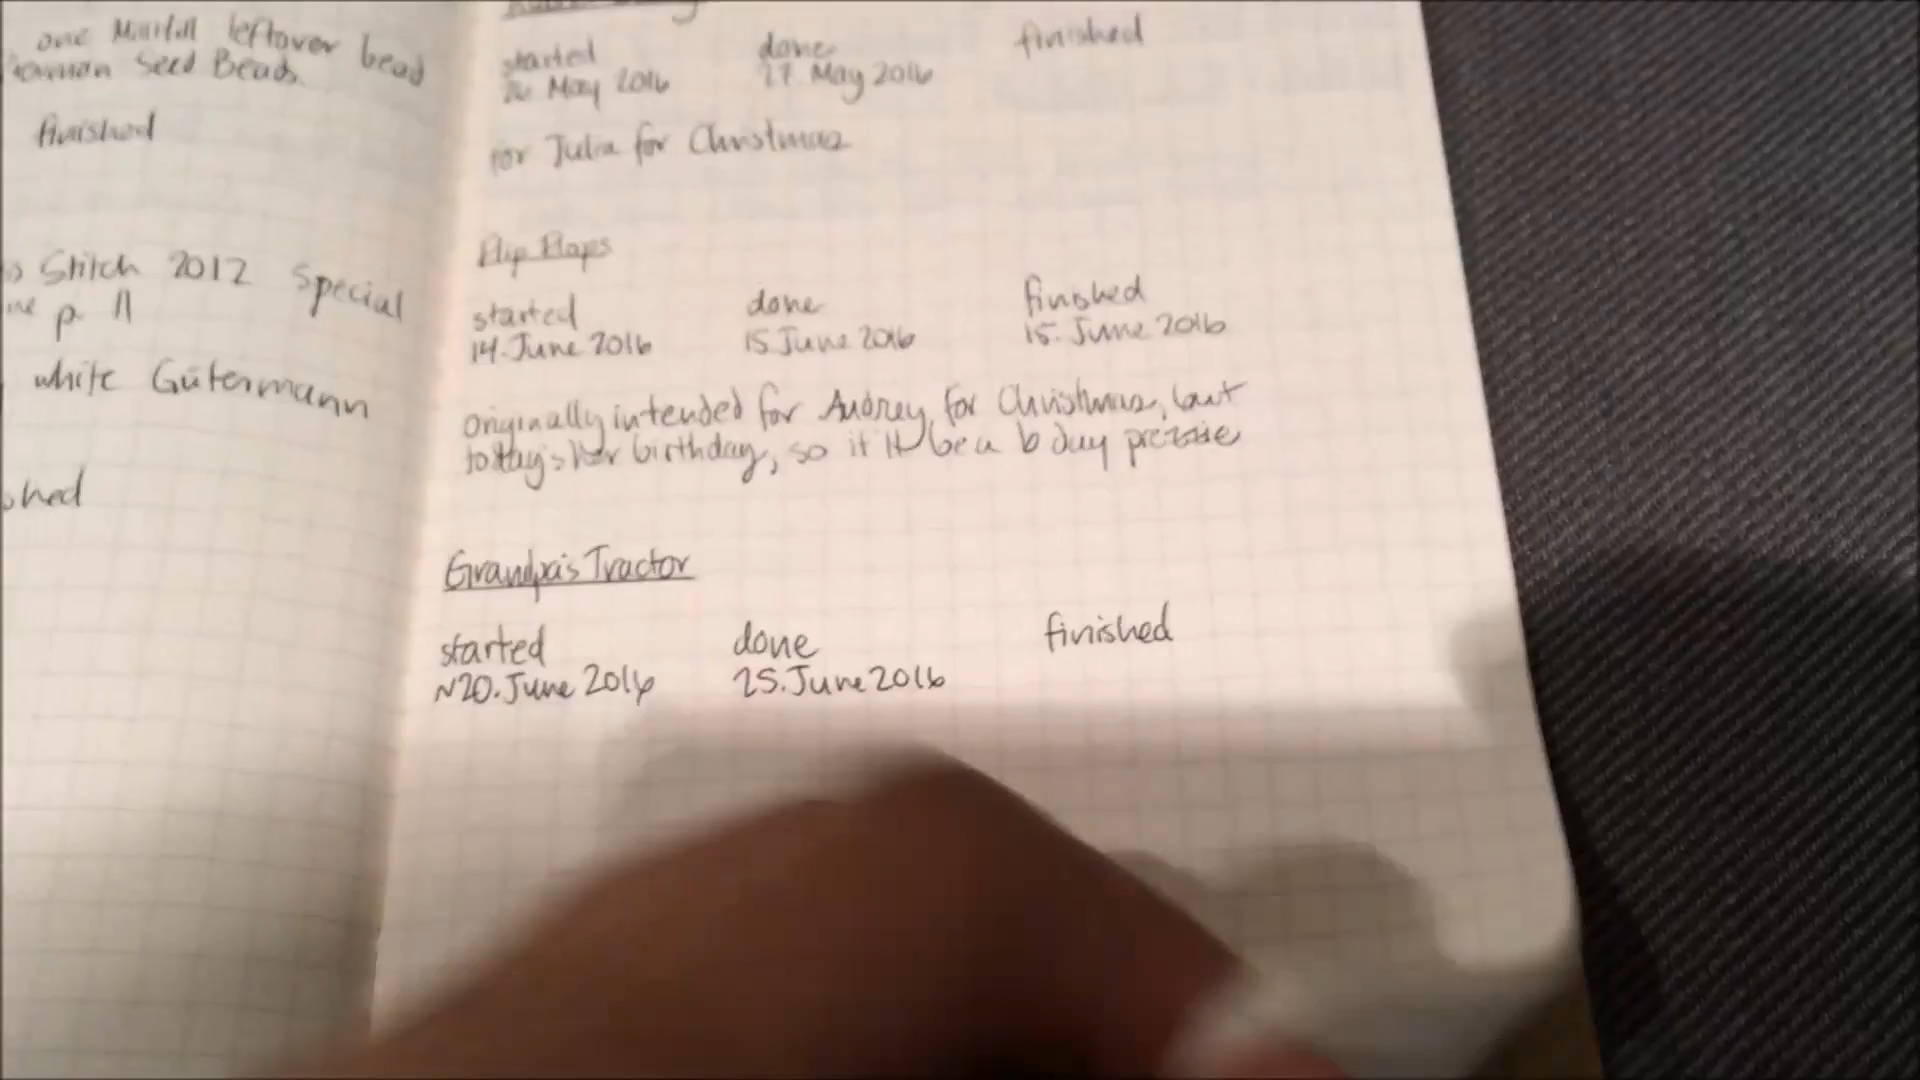 one leftover bead
Seed Beads
finished
Stitch 2012 Special
p. 11
white Gütermann
started done finished
May 2016 27. May 2016
for Julia for Christmas
Flip Flops
started done finished
14. June 2016 15 June 2016 15. June 2016
originally intended for Audrey for Christmas, but
today's her birthday, so it'll be a b day
Grandpa's Tractor
started done finished
~20. June 2016 25. June 2016